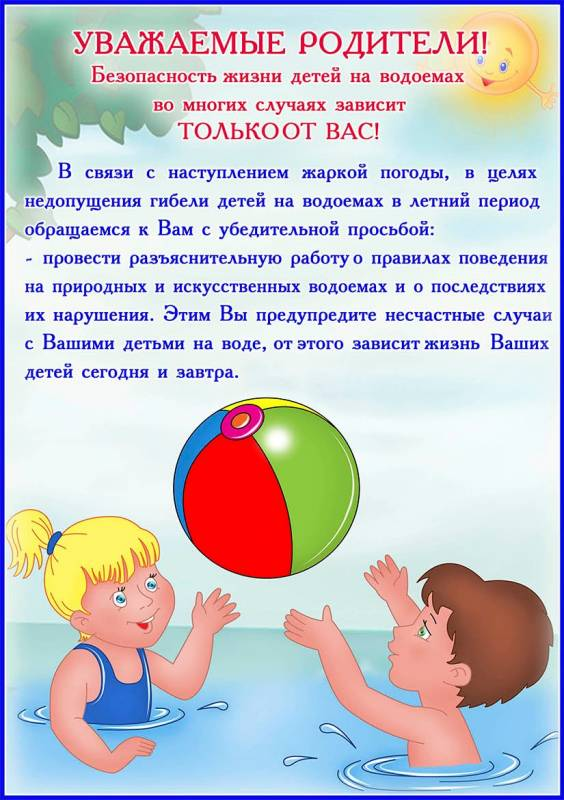 УВАЖАЕМЫЕ РОДИТЕЛИ!
Безопасность жизни детей на водоемах
во многих случаях зависит
ТОЛЬКО ОТ ВАС!
В связи с наступлением жаркой погоды, в целях
недопущения гибели детей на водоемах в летний период
обращаемся к Вам с убедительной просьбой:
- провести разъяснительную работу о правилах поведения
на природных и искусственных водоемах и о последствиях
их нарушения. Этим Вы предупредите несчастные случаи
с Вашими детьми на воде, от этого зависит жизнь Ваших
детей сегодня и завтра.